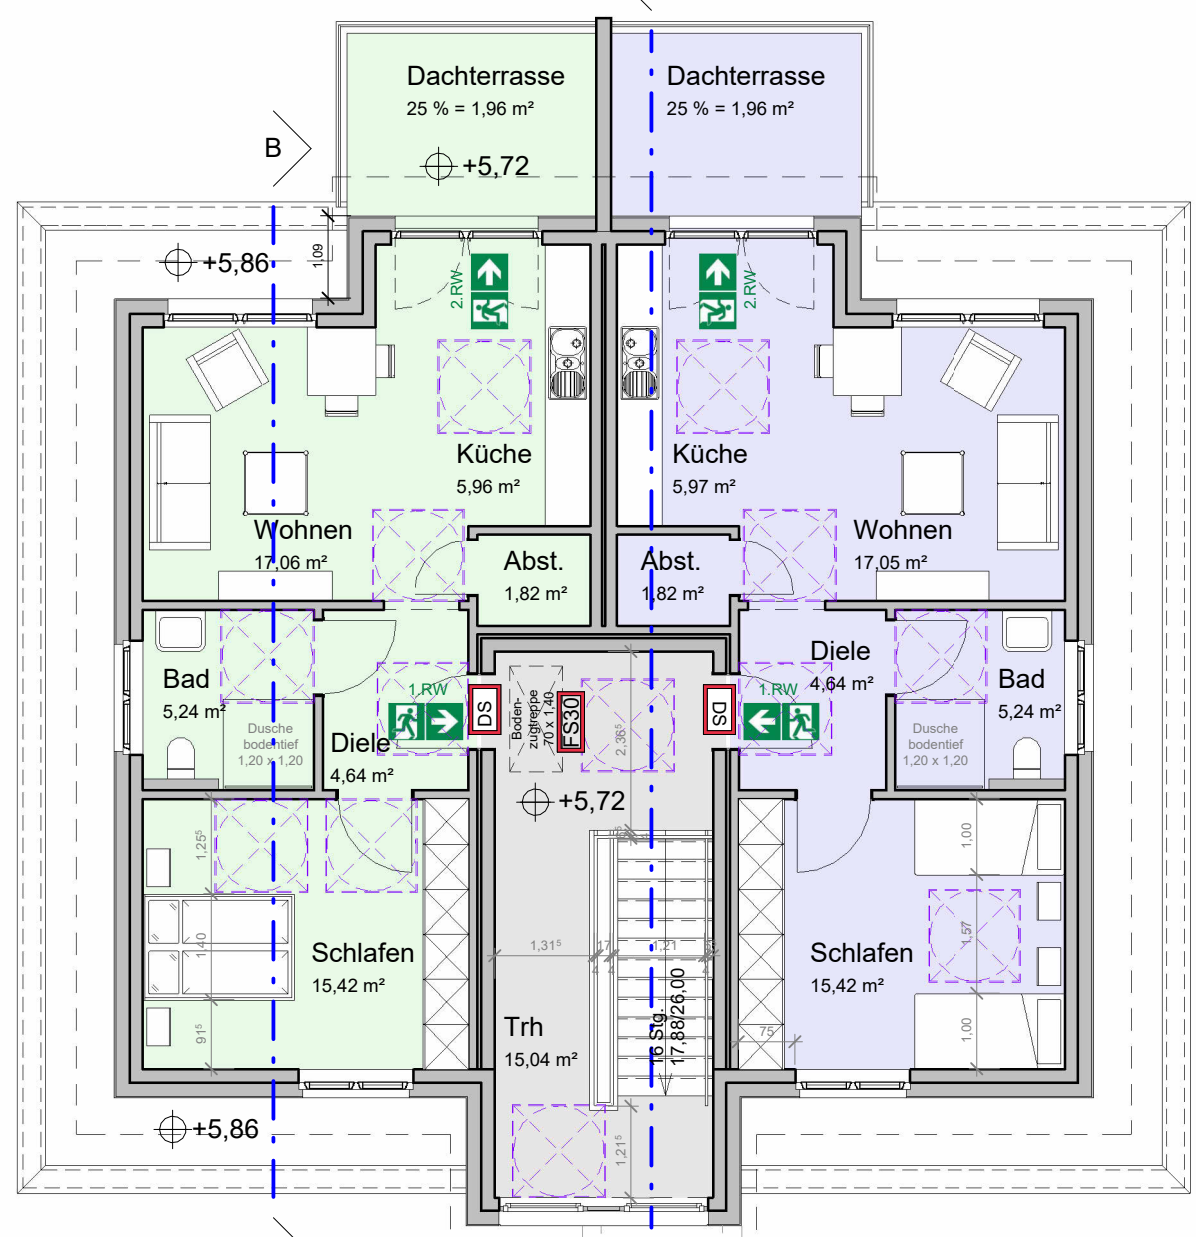 Dachterrasse
25 % = 1,96 m²
Dachterrasse
25 % = 1,96 m²
B
+5,72
+5,86
1,09
2.RW
2.RW
Küche
5,96 m²
Küche
5,97 m²
Wohnen
17,06 m²
Wohnen
17,05 m²
Abst.
1,82 m²
Abst.
1,82 m²
Bad
5,24 m²
Dusche
bodentief
1,20 x 1,20
1.RW
Diele
4,64 m²
DS
Boden-
zugtreppe
70 x 1,40
FS30
2,36⁵
DS
1.RW
Diele
4,64 m²
Bad
5,24 m²
Dusche
bodentief
1,20 x 1,20
+5,72
1,25⁵
1,40
91⁵
Schlafen
15,42 m²
1,31⁵
17
1,21
4
4
Trh
15,04 m²
16 Stg.
17,88/26,00
1,21⁵
75
Schlafen
15,42 m²
1,00
1,57
1,00
+5,86